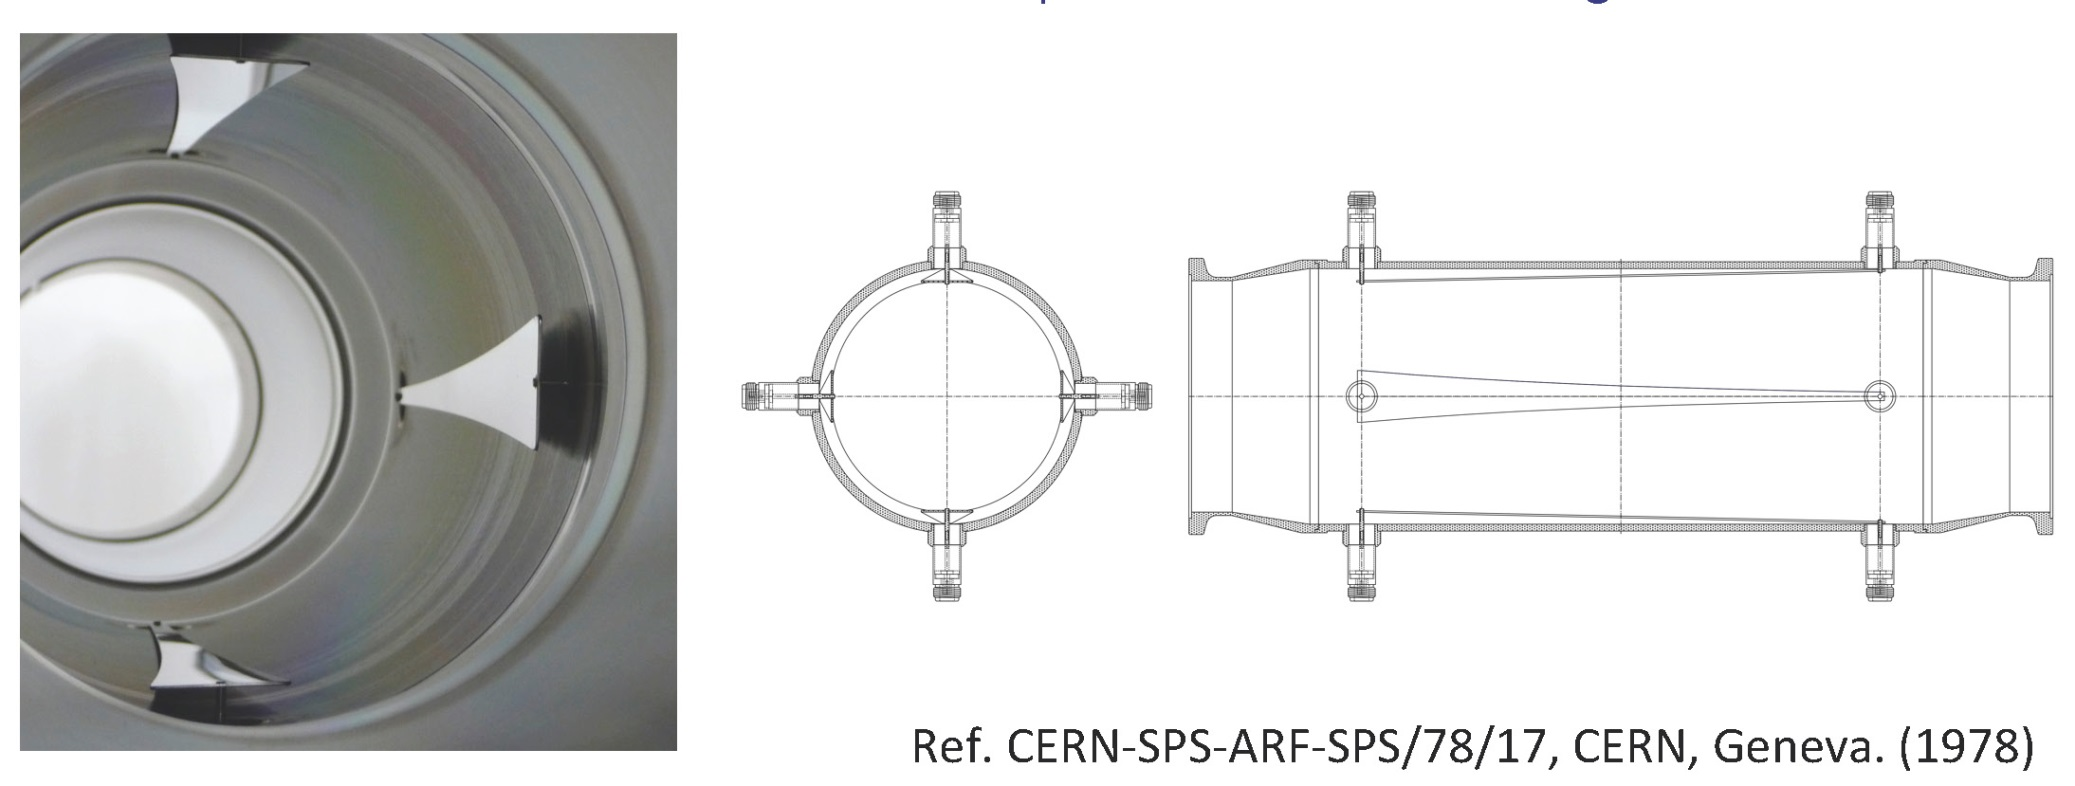 Ref. CERN-SPS-ARF-SPS/78/17, CERN, Geneva. (1978)